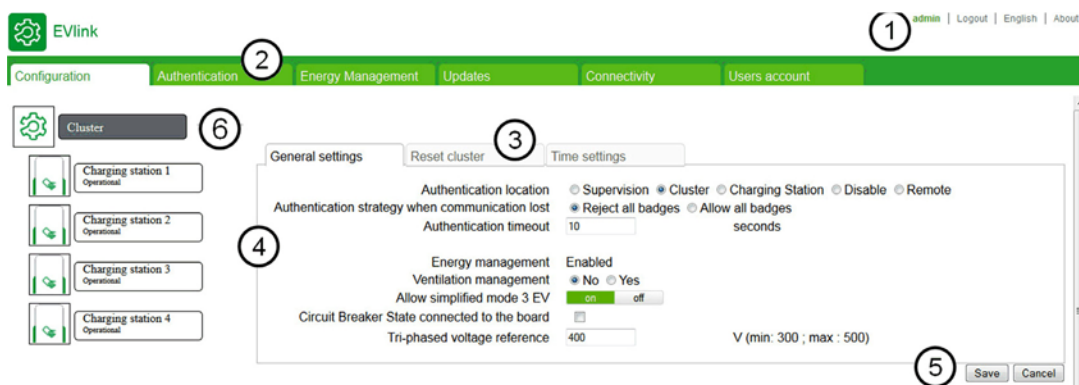 EVlink
1
admin | Logout | English | About
Configuration Authentication 2 Energy Management Updates Connectivity Users account
Cluster 6
Charging station 1
Operational
Charging station 2
Operational
Charging station 3
Operational
Charging station 4
Operational
General settings Reset cluster 3 Time settings
Authentication location Supervision Cluster Charging Station Disable Remote
Authentication strategy when communication lost Reject all badges Allow all badges
Authentication timeout 10 seconds
4
Energy management Enabled
Ventilation management No Yes
Allow simplified mode 3 EV on off
Circuit Breaker State connected to the board
Tri-phased voltage reference 400 V (min: 300 ; max : 500)
5 Save Cancel